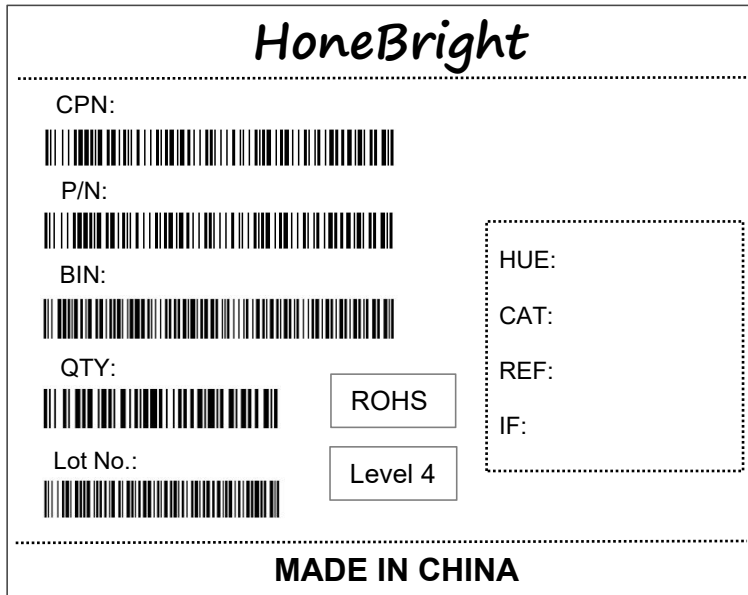 HoneBright
CPN:
P/N:
BIN:
QTY:
Lot No.:
ROHS
Level 4
HUE:
CAT:
REF:
IF:
MADE IN CHINA